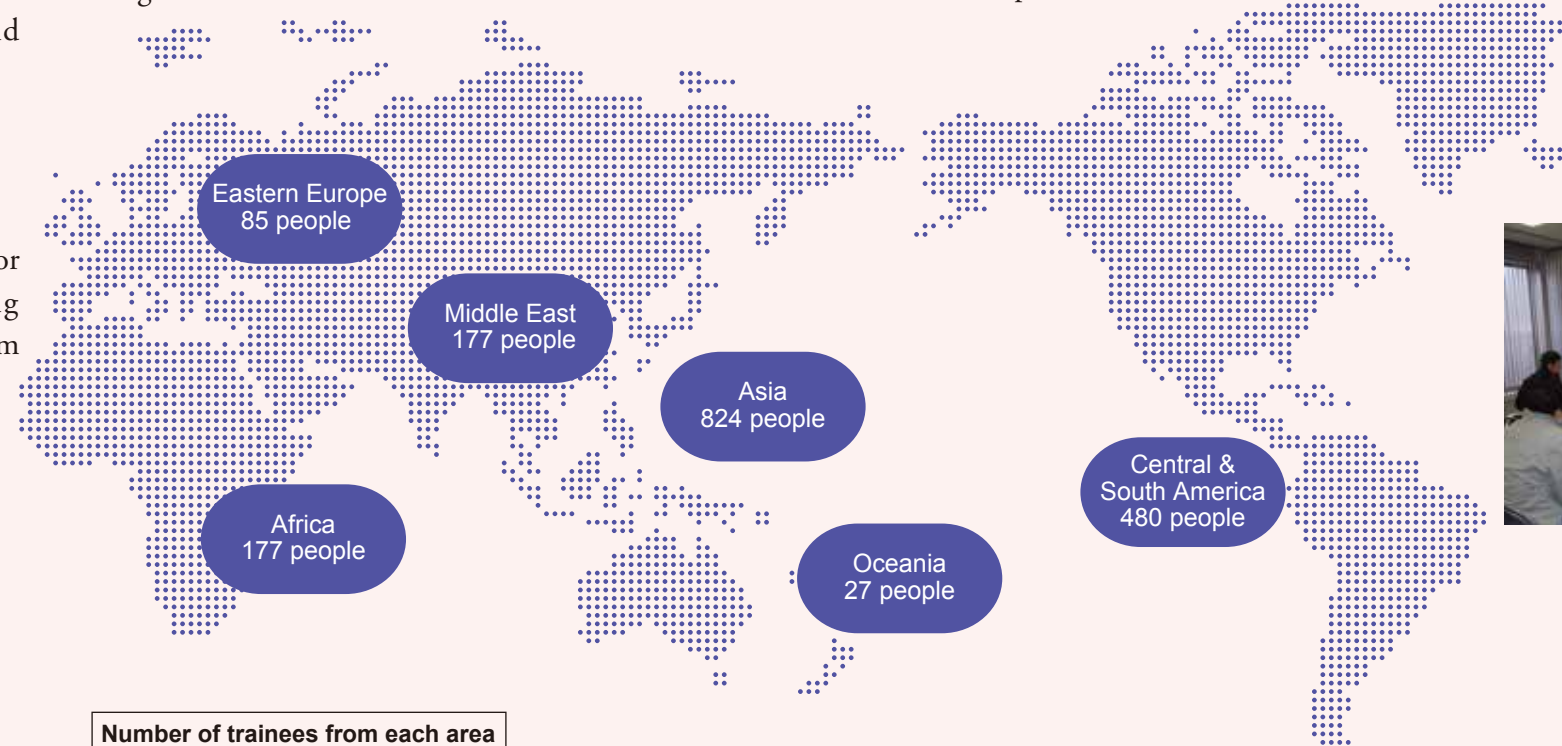 Eastern Europe
85 people
Middle East
177 people
Asia
824 people
Central &
South America
480 people
Africa
177 people
Oceania
27 people
Number of trainees from each area